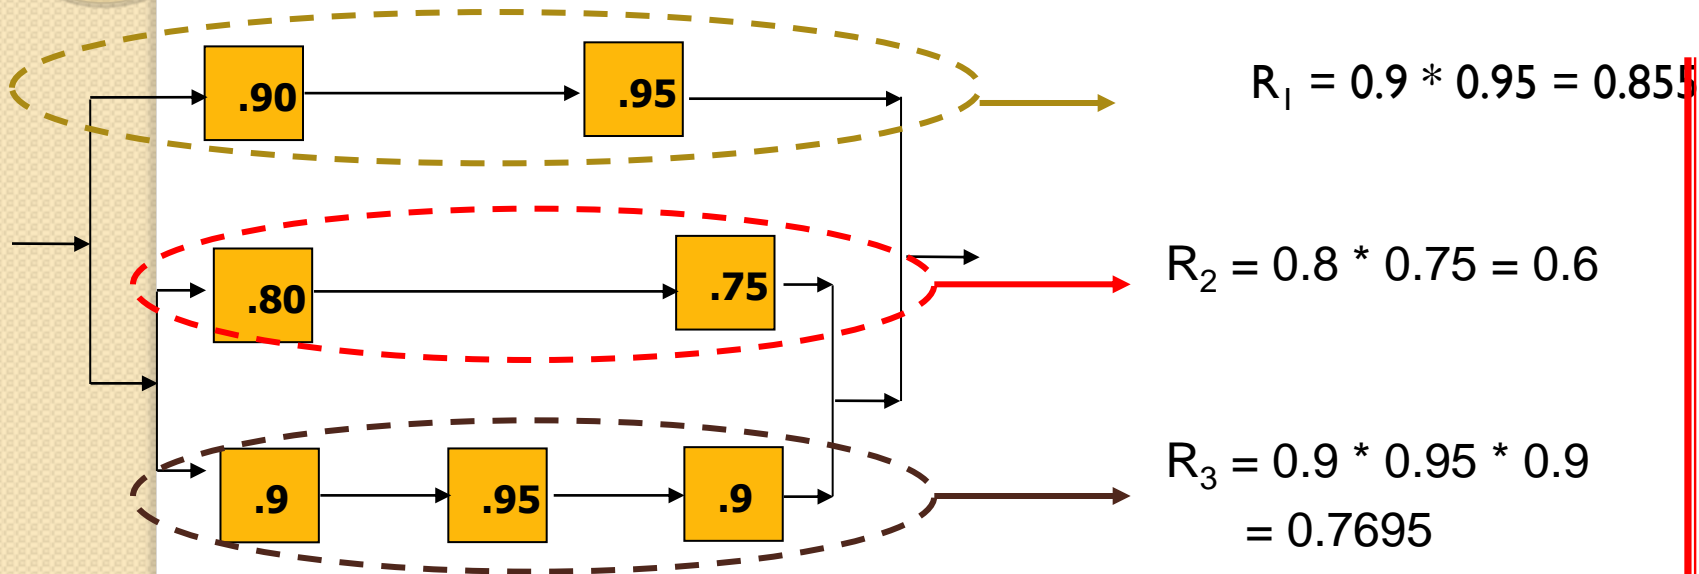 .90 .95 R1 = 0.9 * 0.95 = 0.855
.80 .75 R2 = 0.8 * 0.75 = 0.6
.9 .95 .9 R3 = 0.9 * 0.95 * 0.9
= 0.7695